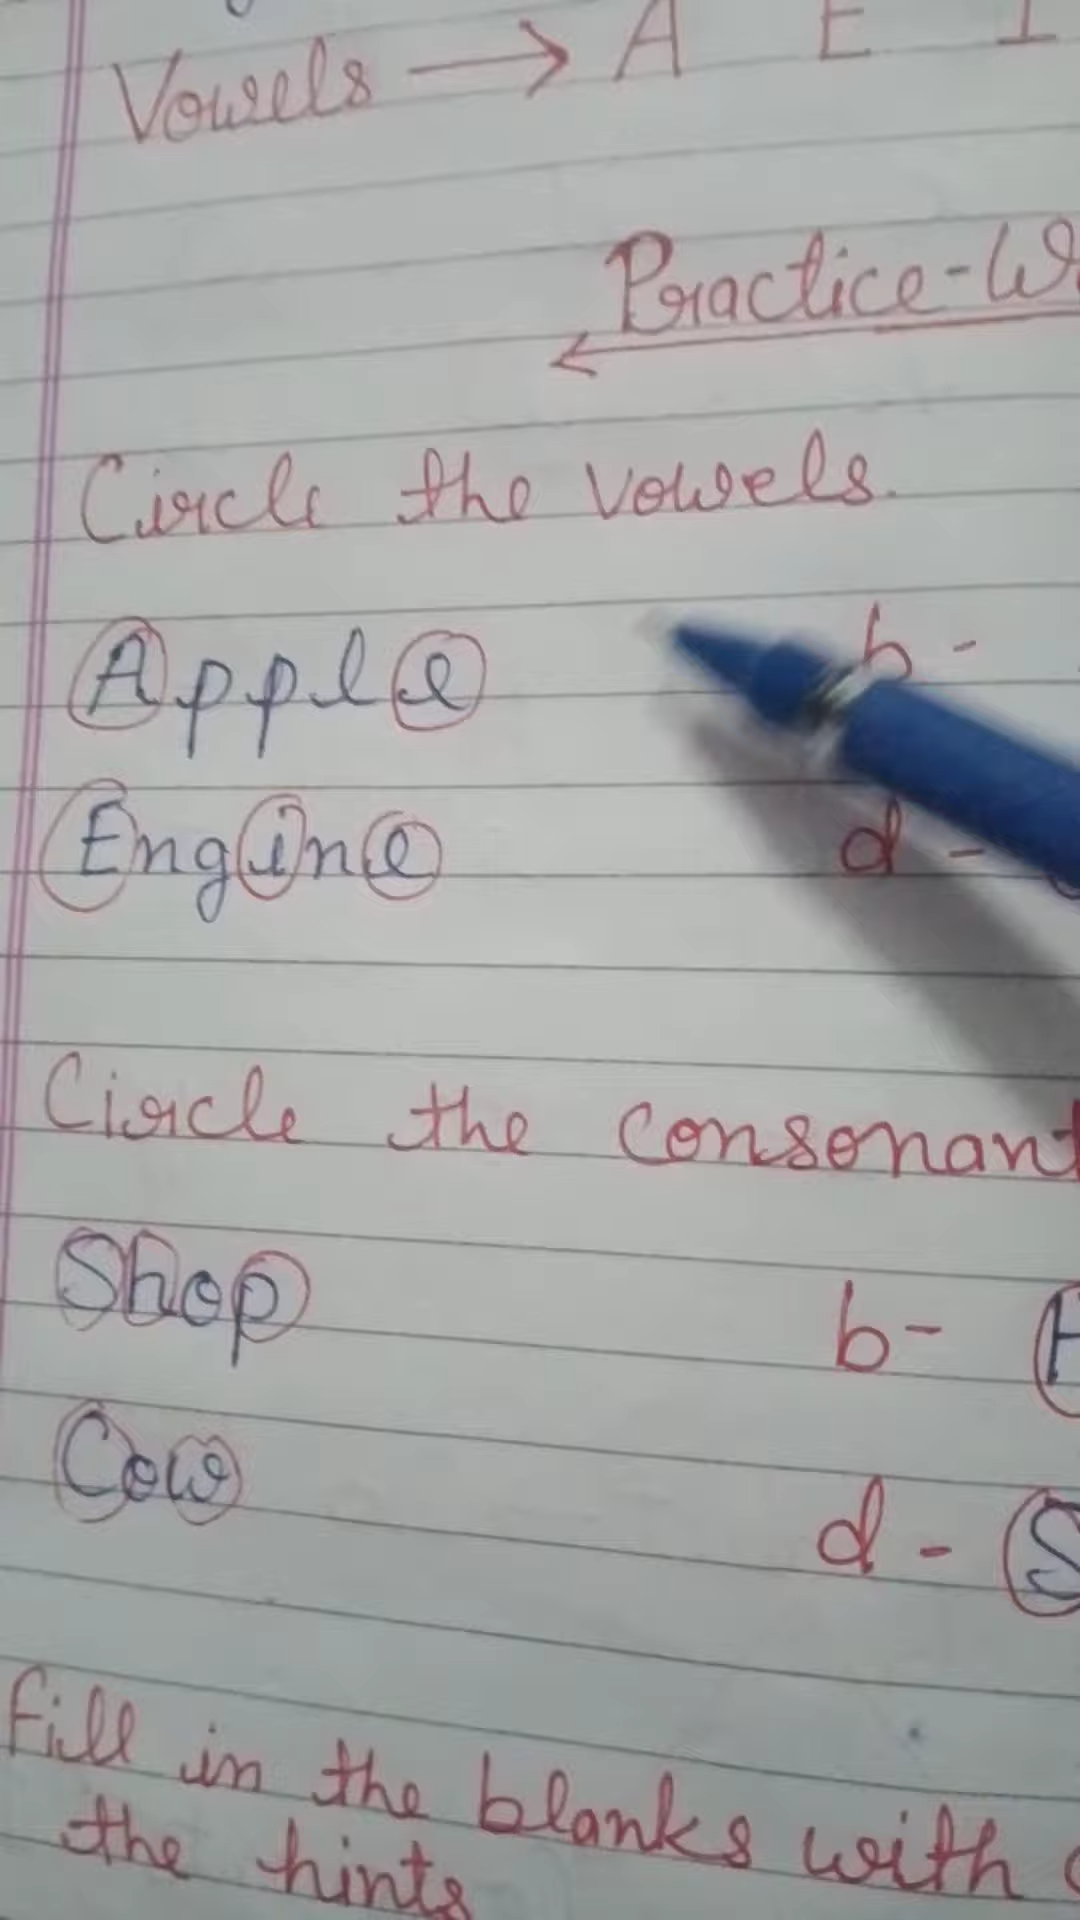 Vowels → A E I
Practice-W
Circle the vowels.
Apple b -
Engine d -
Circle the consonant
Shop b -
Cow d - S
Fill in the blanks with
the hints